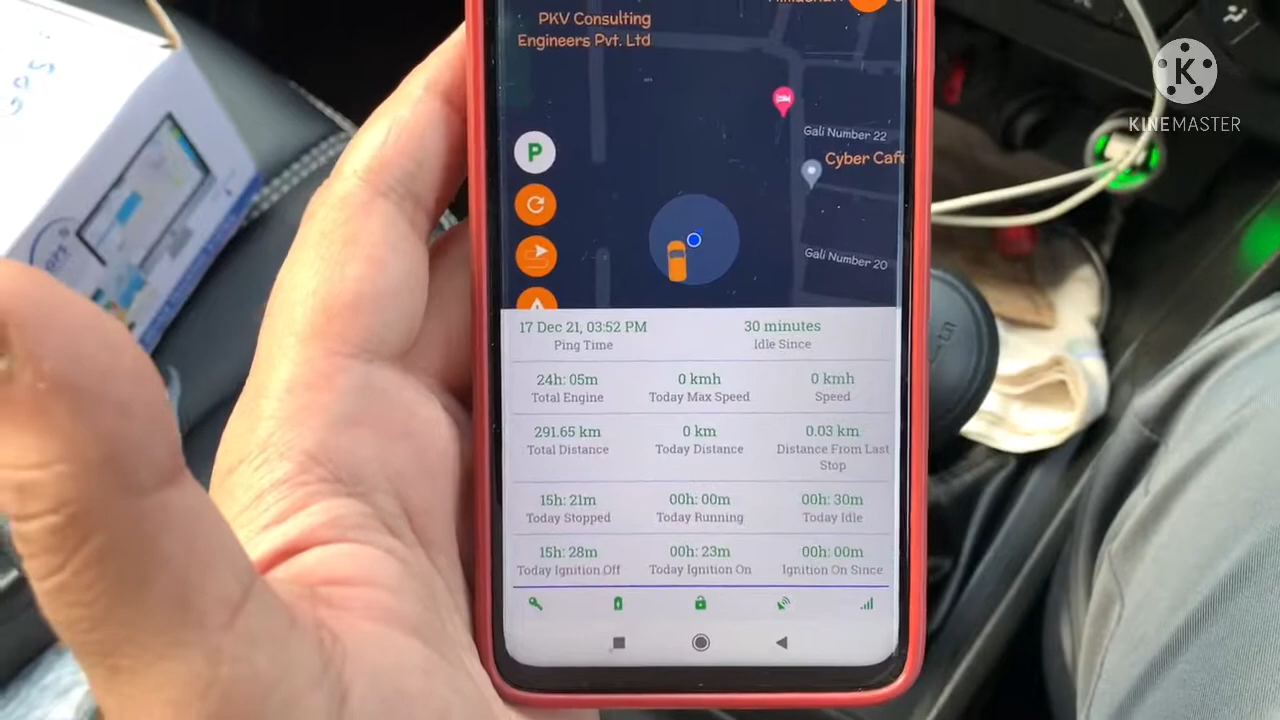 PKV Consulting
Engineers Pvt. Ltd
K
KINEMASTER
Gali Number 22
P
Cyber Cafe
Gali Number 20
GPS
17 Dec 21, 03:52 PM
30 minutes
Ping Time
Idle Since
24h: 05m
0 kmh
0 kmh
Total Engine
Today Max Speed
Speed
291.65 km
0 km
0.03 km
Total Distance
Today Distance
Distance From Last
Stop
15h: 21m
00h: 00m
00h: 30m
Today Stopped
Today Running
Today Idle
15h: 28m
00h: 23m
00h: 00m
Today Ignition Off
Today Ignition On
Ignition On Since